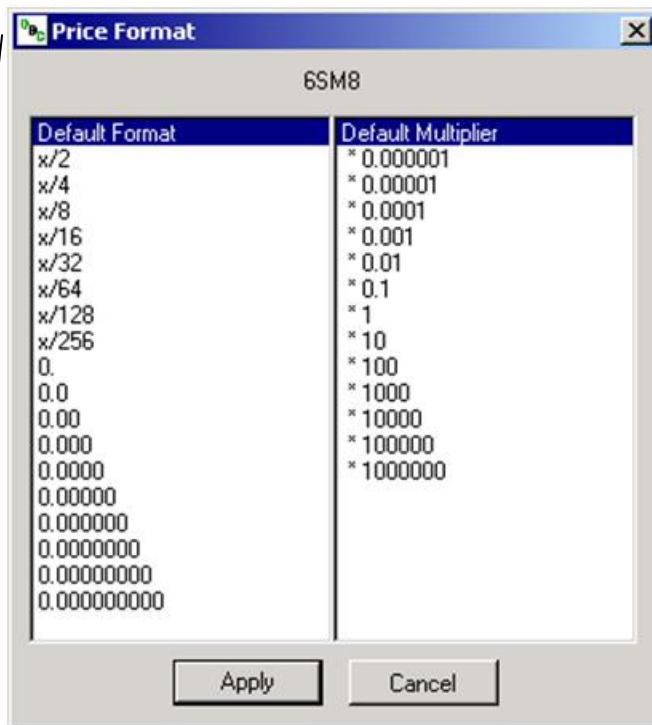 DBC Price Format
6SM8
Default Format
x/2
x/4
x/8
x/16
x/32
x/64
x/128
x/256
0.
0.0
0.00
0.000
0.0000
0.00000
0.000000
0.0000000
0.00000000
0.000000000
Default Multiplier
* 0.000001
* 0.00001
* 0.0001
* 0.001
* 0.01
* 0.1
* 1
* 10
* 100
* 1000
* 10000
* 100000
* 1000000
Apply
Cancel